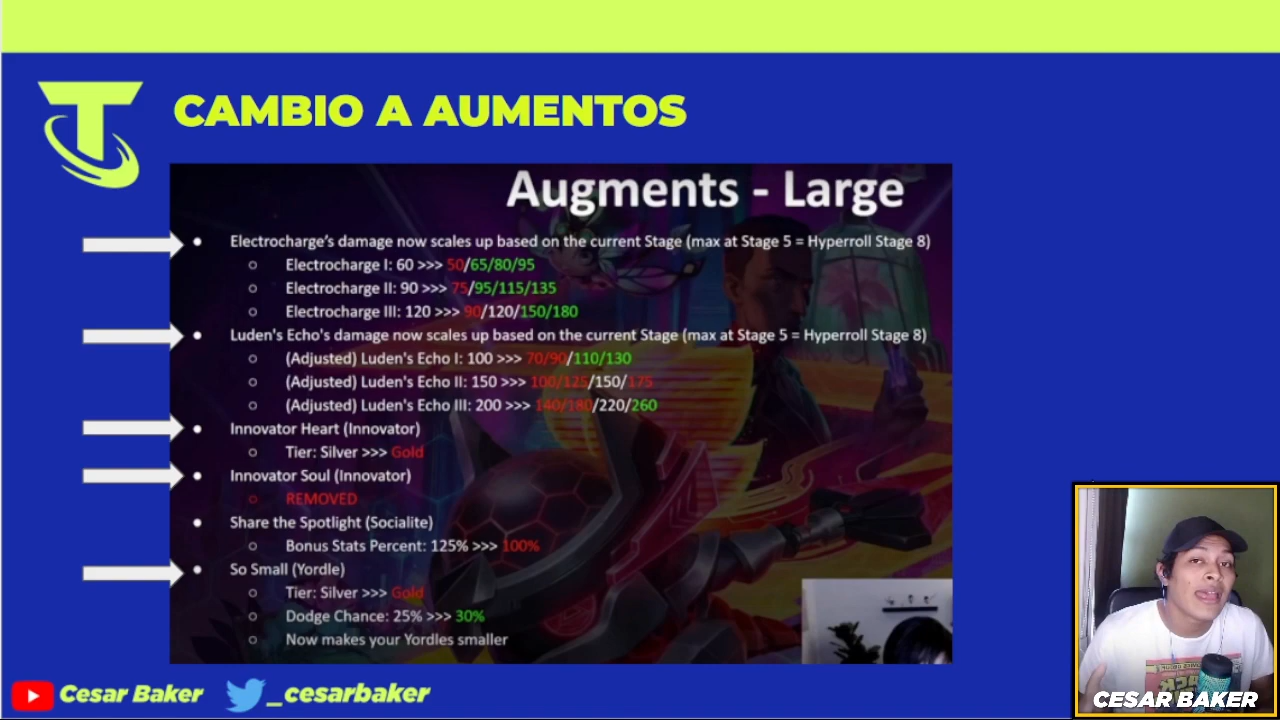 CAMBIO A AUMENTOS
Augments - Large
Electrocharge's damage now scales up based on the current Stage (max at Stage 5 = Hyperroll Stage 8)
Electrocharge I: 60 >>> 50/65/80/95
Electrocharge II: 90 >>> 75/95/115/135
Electrocharge III: 120 >>> 90/120/150/180
Luden's Echo's damage now scales up based on the current Stage (max at Stage 5 = Hyperroll Stage 8)
(Adjusted) Luden's Echo I: 100 >>> 70/90/110/130
(Adjusted) Luden's Echo II: 150 >>> 100/125/150/175
(Adjusted) Luden's Echo III: 200 >>> 140/180/220/260
Innovator Heart (Innovator)
Tier: Silver >>> Gold
Innovator Soul (Innovator)
REMOVED
Share the Spotlight (Socialite)
Bonus Stats Percent: 125% >>> 100%
So Small (Yordle)
Tier: Silver >>> Gold
Dodge Chance: 25% >>> 30%
Now makes your Yordles smaller
Cesar Baker
_cesarbaker
CESAR BAKER